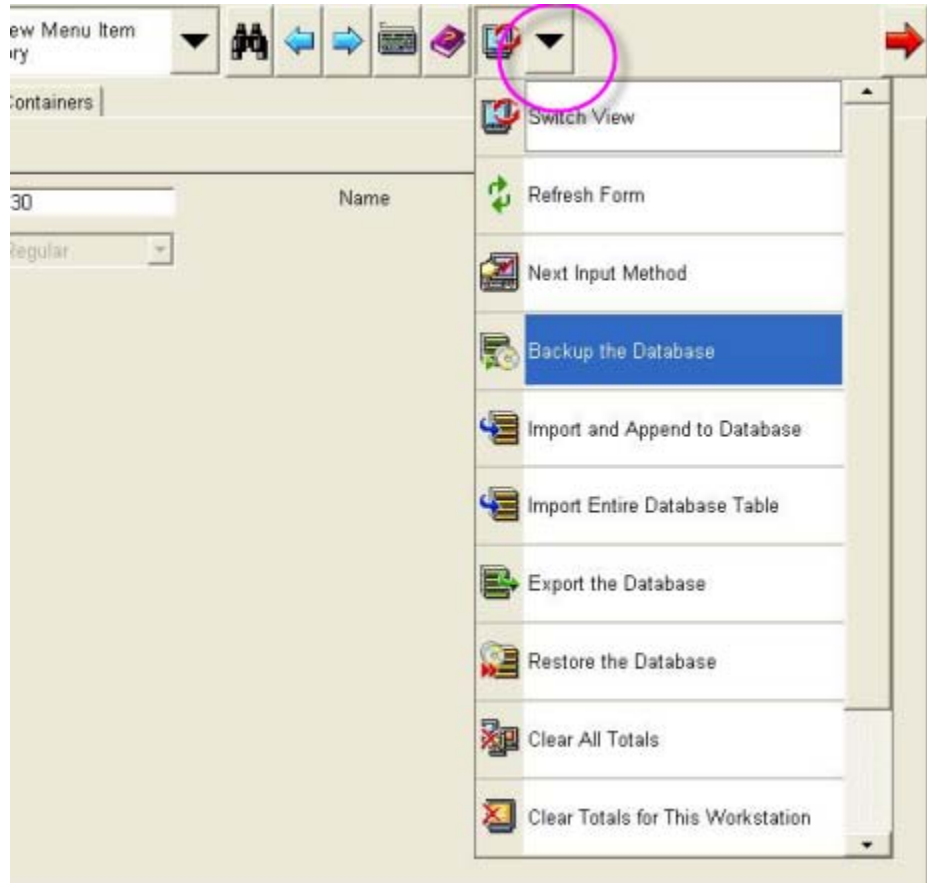 ew Menu Item
ry
Containers
30
Name
Regular
Switch View
Refresh Form
Next Input Method
Backup the Database
Import and Append to Database
Import Entire Database Table
Export the Database
Restore the Database
Clear All Totals
Clear Totals for This Workstation